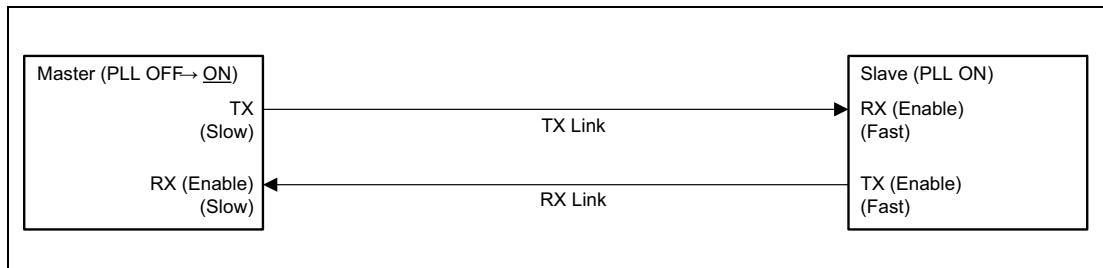 Master (PLL OFF→ ON)
TX
(Slow)
RX (Enable)
(Slow)
TX Link
RX Link
Slave (PLL ON)
RX (Enable)
(Fast)
TX (Enable)
(Fast)